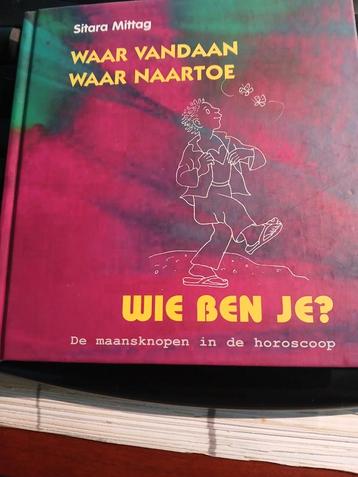 Sitara Mittag
WAAR VANDAAN
WAAR NAARTOE
WIE BEN JE?
De maansknopen in de horoscoop